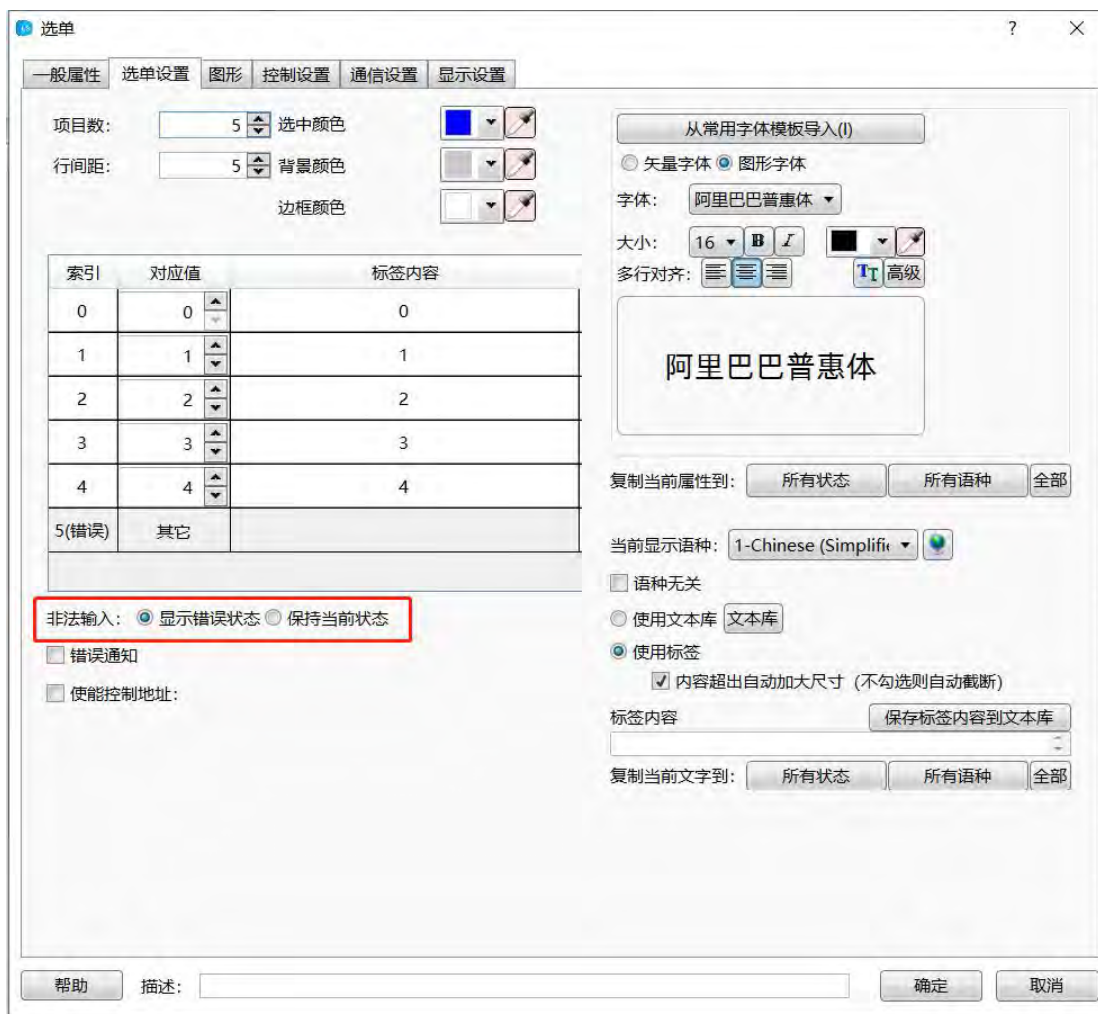 选单
?
一般属性 选单设置 图形 控制设置 通信设置 显示设置
项目数: 5 选中颜色
行间距: 5 背景颜色
边框颜色
索引 对应值 标签内容
0 0 0
1 1 1
2 2 2
3 3 3
4 4 4
5(错误) 其它
非法输入: 显示错误状态 保持当前状态
错误通知
使能控制地址:
从常用字体模板导入(I)
矢量字体 图形字体
字体: 阿里巴巴普惠体
大小: 16 B I
多行对齐: TT 高级
阿里巴巴普惠体
复制当前属性到: 所有状态 所有语种 全部
当前显示语种: 1-Chinese (Simplifi
语种无关
使用文本库 文本库
使用标签
内容超出自动加大尺寸 (不勾选则自动截断)
标签内容 保存标签内容到文本库
复制当前文字到: 所有状态 所有语种 全部
帮助 描述: 确定 取消